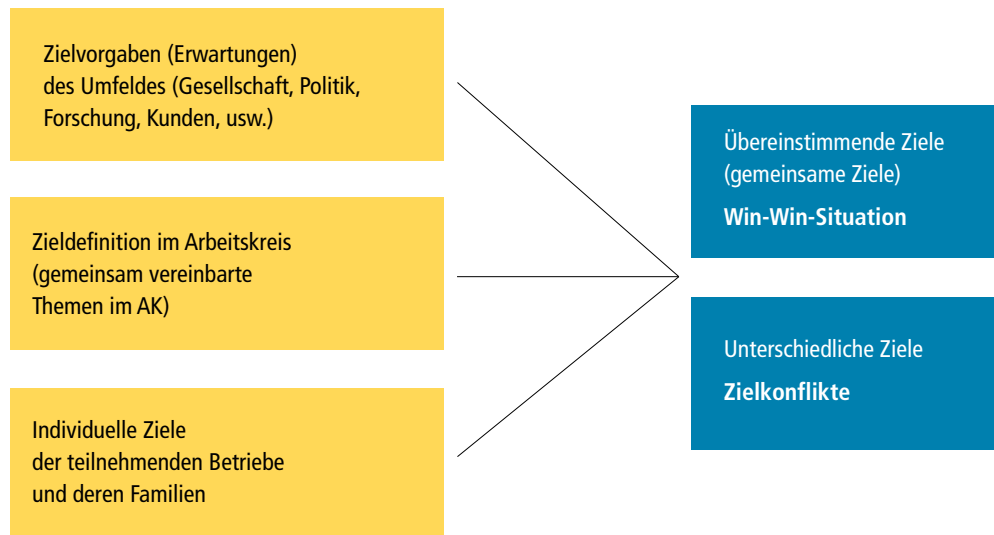 Zielvorgaben (Erwartungen)
des Umfeldes (Gesellschaft, Politik,
Forschung, Kunden, usw.)
Zieldefinition im Arbeitskreis
(gemeinsam vereinbarte
Themen im AK)
Individuelle Ziele
der teilnehmenden Betriebe
und deren Familien
Übereinstimmende Ziele
(gemeinsame Ziele)
Win-Win-Situation
Unterschiedliche Ziele
Zielkonflikte